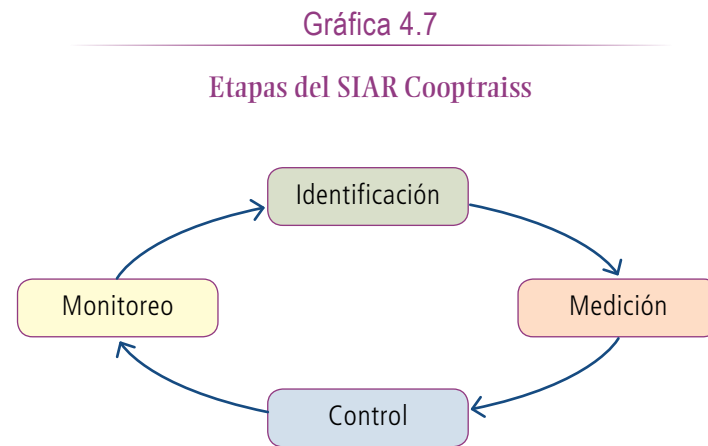 Gráfica 4.7
Etapas del SIAR Cooptraiss
Identificación
Monitoreo
Medición
Control